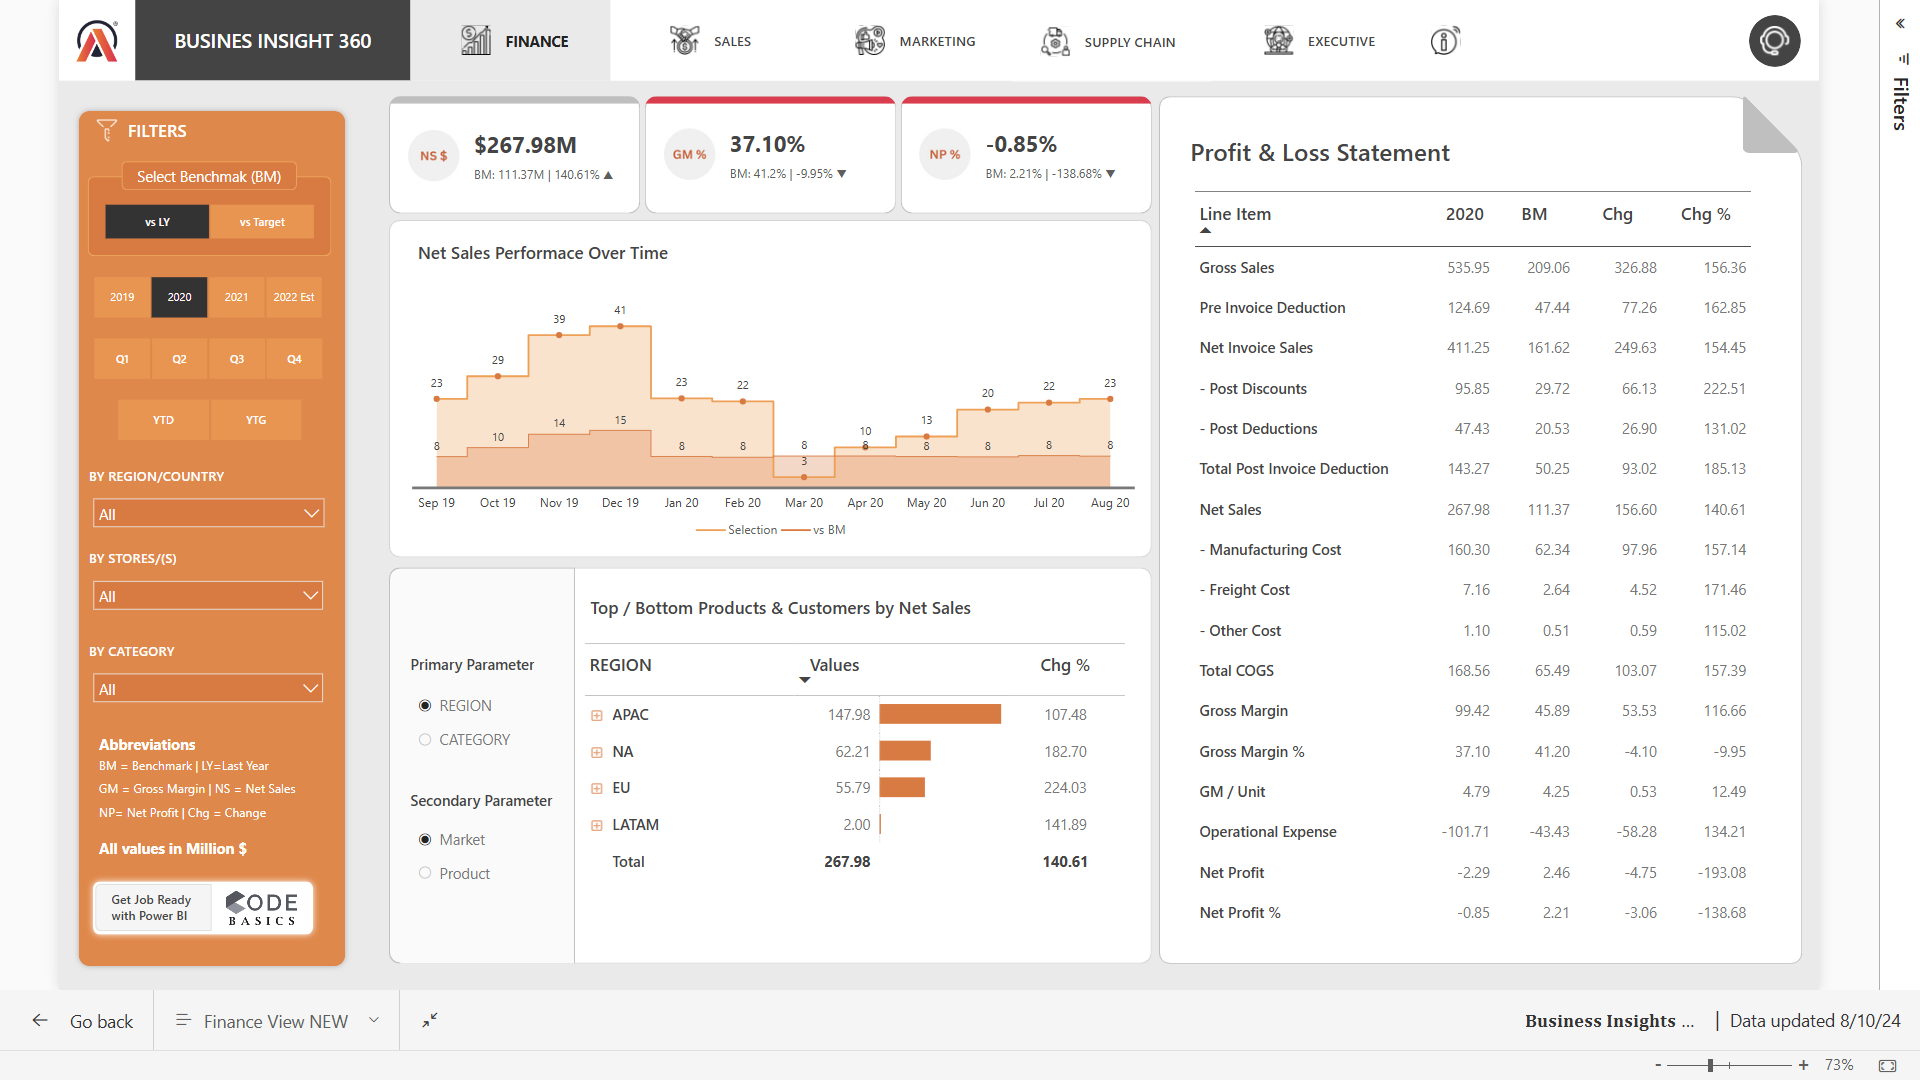 BUSINES INSIGHT 360
FINANCE
SALES
MARKETING
SUPPLY CHAIN
EXECUTIVE
Filters
FILTERS
Select Benchmak (BM)
vs LY
vs Target
2019
2020
2021
2022 Est
Q1
Q2
Q3
Q4
YTD
YTG
BY REGION/COUNTRY
All
BY STORES/(S)
All
BY CATEGORY
All
Abbreviations
BM = Benchmark | LY=Last Year
GM = Gross Margin | NS = Net Sales
NP= Net Profit | Chg = Change
All values in Million $
Get Job Ready
with Power BI
CODE
BASICS
NS $
$267.98M
BM: 111.37M | 140.61% ▲
GM %
37.10%
BM: 41.2% | -9.95% ▼
NP %
-0.85%
BM: 2.21% | -138.68% ▼
Net Sales Performace Over Time
23 29 39 41 23 22 3 10 13 20 22 23
8 10 14 15 8 8 8 8 8 8 8 8
Sep 19 Oct 19 Nov 19 Dec 19 Jan 20 Feb 20 Mar 20 Apr 20 May 20 Jun 20 Jul 20 Aug 20
Selection vs BM
Primary Parameter
REGION
CATEGORY
Secondary Parameter
Market
Product
Top / Bottom Products & Customers by Net Sales
REGION Values Chg %
APAC 147.98 107.48
NA 62.21 182.70
EU 55.79 224.03
LATAM 2.00 141.89
Total 267.98 140.61
Profit & Loss Statement
Line Item 2020 BM Chg Chg %
Gross Sales 535.95 209.06 326.88 156.36
Pre Invoice Deduction 124.69 47.44 77.26 162.85
Net Invoice Sales 411.25 161.62 249.63 154.45
- Post Discounts 95.85 29.72 66.13 222.51
- Post Deductions 47.43 20.53 26.90 131.02
Total Post Invoice Deduction 143.27 50.25 93.02 185.13
Net Sales 267.98 111.37 156.60 140.61
- Manufacturing Cost 160.30 62.34 97.96 157.14
- Freight Cost 7.16 2.64 4.52 171.46
- Other Cost 1.10 0.51 0.59 115.02
Total COGS 168.56 65.49 103.07 157.39
Gross Margin 99.42 45.89 53.53 116.66
Gross Margin % 37.10 41.20 -4.10 -9.95
GM / Unit 4.79 4.25 0.53 12.49
Operational Expense -101.71 -43.43 -58.28 134.21
Net Profit -2.29 2.46 -4.75 -193.08
Net Profit % -0.85 2.21 -3.06 -138.68
Go back
Finance View NEW
Business Insights ... | Data updated 8/10/24
- + 73%